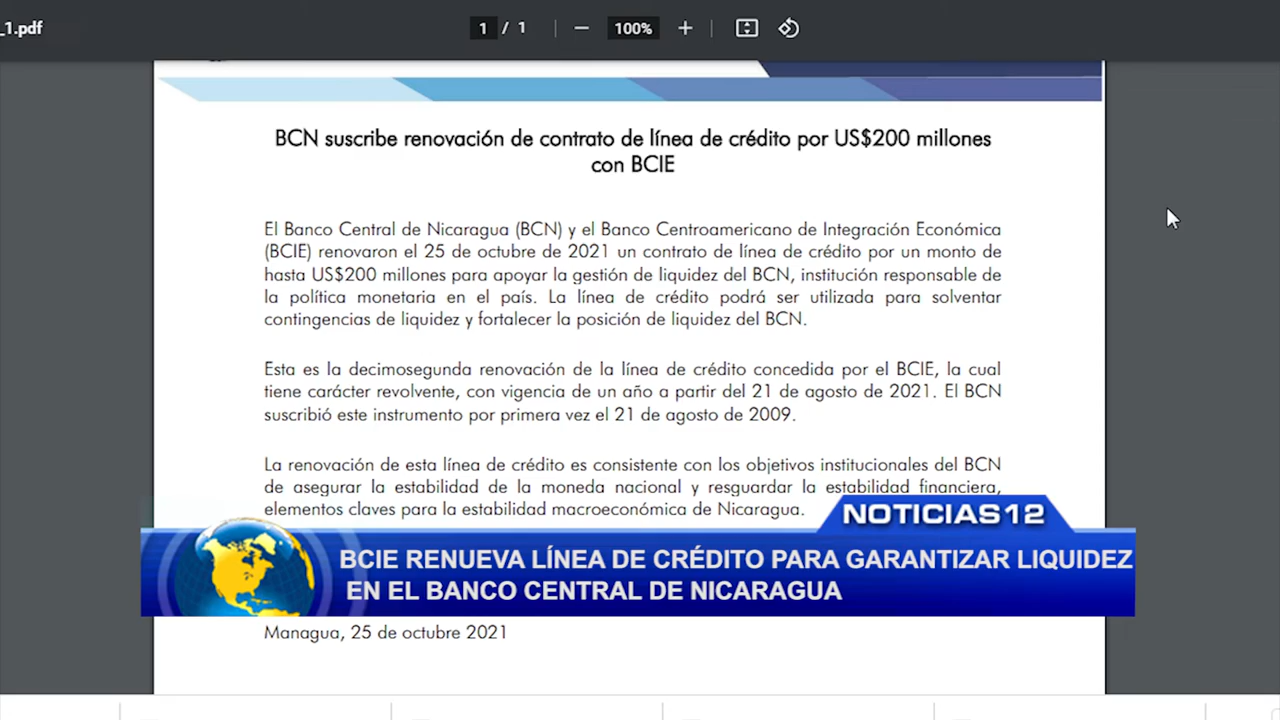 _1.pdf
1 / 1
100%
BCN suscribe renovación de contrato de línea de crédito por US$200 millones
con BCIE
El Banco Central de Nicaragua (BCN) y el Banco Centroamericano de Integración Económica
(BCIE) renovaron el 25 de octubre de 2021 un contrato de línea de crédito por un monto de
hasta US$200 millones para apoyar la gestión de liquidez del BCN, institución responsable de
la política monetaria en el país. La línea de crédito podrá ser utilizada para solventar
contingencias de liquidez y fortalecer la posición de liquidez del BCN.
Esta es la decimosegunda renovación de la línea de crédito concedida por el BCIE, la cual
tiene carácter revolvente, con vigencia de un año a partir del 21 de agosto de 2021. El BCN
suscribió este instrumento por primera vez el 21 de agosto de 2009.
La renovación de esta línea de crédito es consistente con los objetivos institucionales del BCN
de asegurar la estabilidad de la moneda nacional y resguardar la estabilidad financiera,
elementos claves para la estabilidad macroeconómica de Nicaragua.
NOTICIAS12
BCIE RENUEVA LÍNEA DE CRÉDITO PARA GARANTIZAR LIQUIDEZ
EN EL BANCO CENTRAL DE NICARAGUA
Managua, 25 de octubre 2021